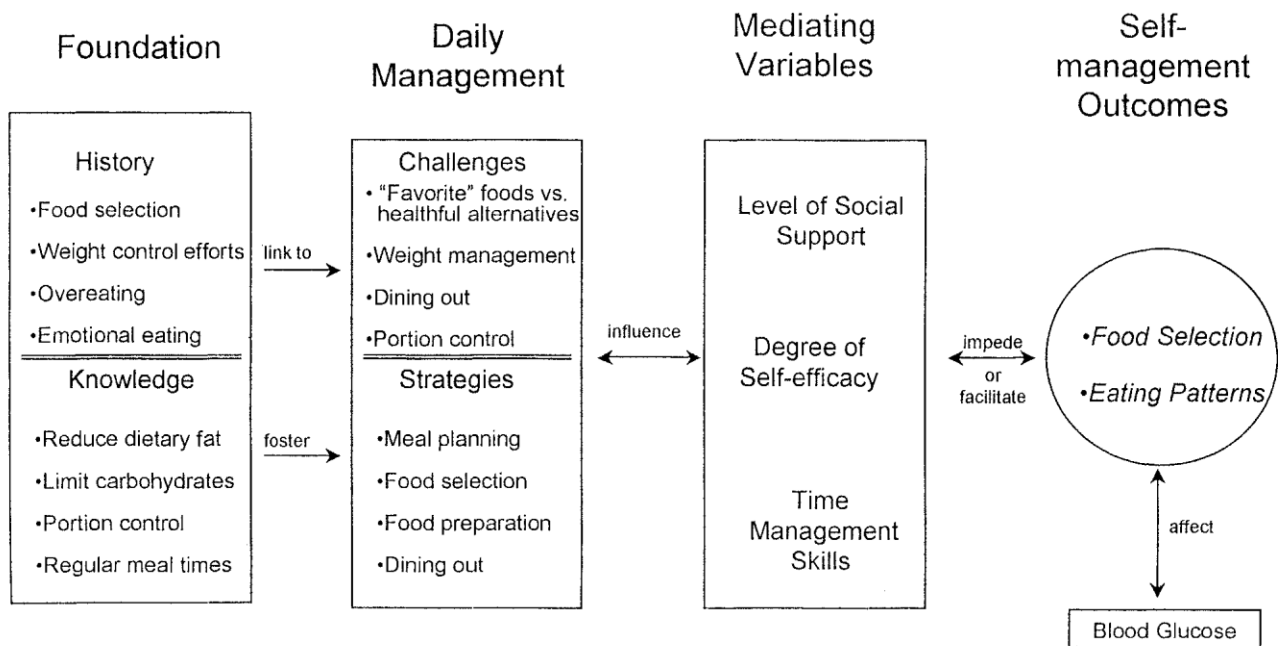 Foundation
Daily
Management
Mediating
Variables
Self-
management
Outcomes
History
•Food selection
•Weight control efforts
•Overeating
•Emotional eating
Knowledge
•Reduce dietary fat
•Limit carbohydrates
•Portion control
•Regular meal times
link to
foster
Challenges
• "Favorite" foods vs.
healthful alternatives
•Weight management
•Dining out
•Portion control
Strategies
•Meal planning
•Food selection
•Food preparation
•Dining out
influence
Level of Social
Support
Degree of
Self-efficacy
Time
Management
Skills
impede
or
facilitate
•Food Selection
•Eating Patterns
affect
Blood Glucose